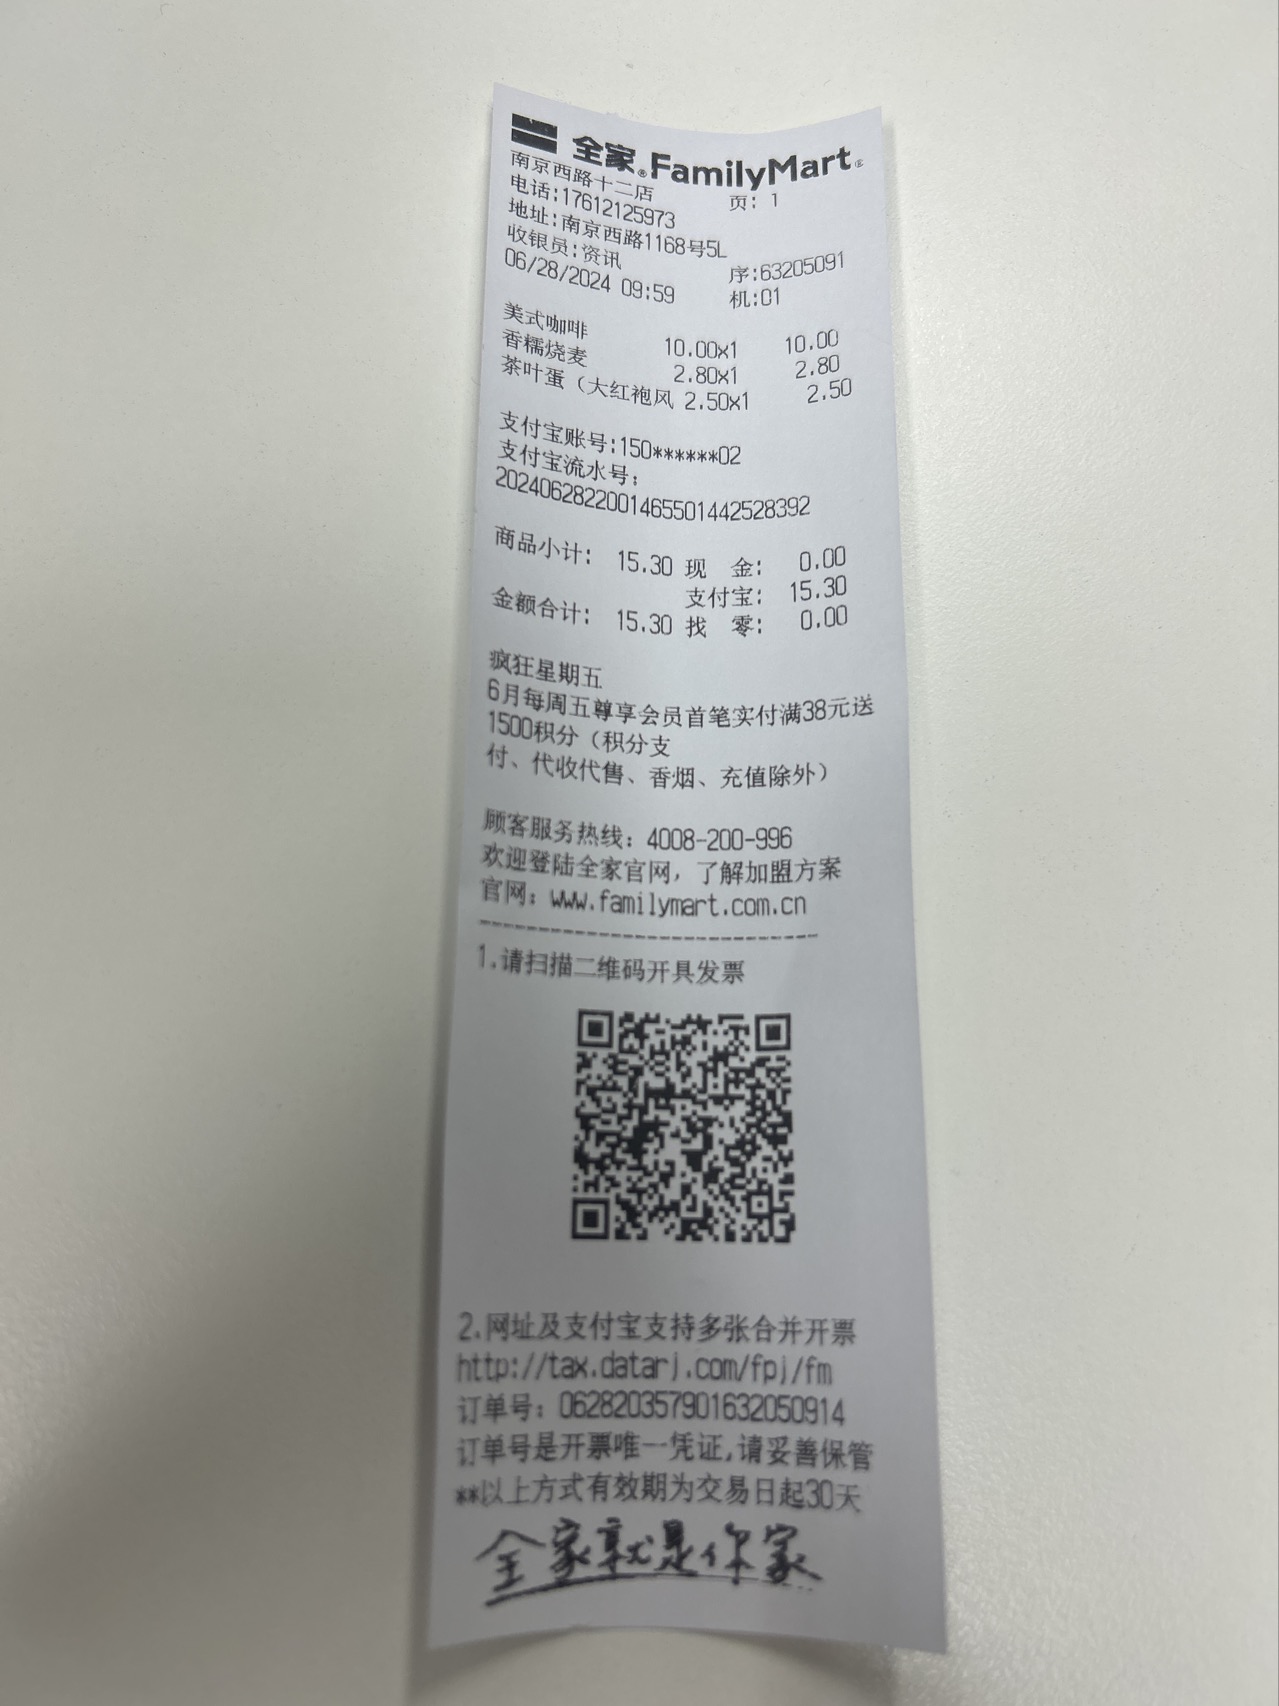 全家®FamilyMart®
南京西路十二店 页: 1
电话:17612125973
地址:南京西路1168号5L
收银员:资讯 序:63205091
06/28/2024 09:59 机:01
美式咖啡 10.00x1 10.00
香糯烧麦 2.80x1 2.80
茶叶蛋（大红袍风 2.50x1 2.50
支付宝账号:150******02
支付宝流水号:
2024062822001465501442528392
商品小计: 15.30 现 金: 0.00
支付宝: 15.30
金额合计: 15.30 找 零: 0.00
疯狂星期五
6月每周五尊享会员首笔实付满38元送
1500积分（积分支
付、代收代售、香烟、充值除外）
顾客服务热线: 4008-200-996
欢迎登陆全家官网，了解加盟方案
官网: www.familymart.com.cn
1.请扫描二维码开具发票
2.网址及支付宝支持多张合并开票
http://tax.datarj.com/fpj/fm
订单号: 062820357901632050914
订单号是开票唯一凭证,请妥善保管
**以上方式有效期为交易日起30天
全家就是你家